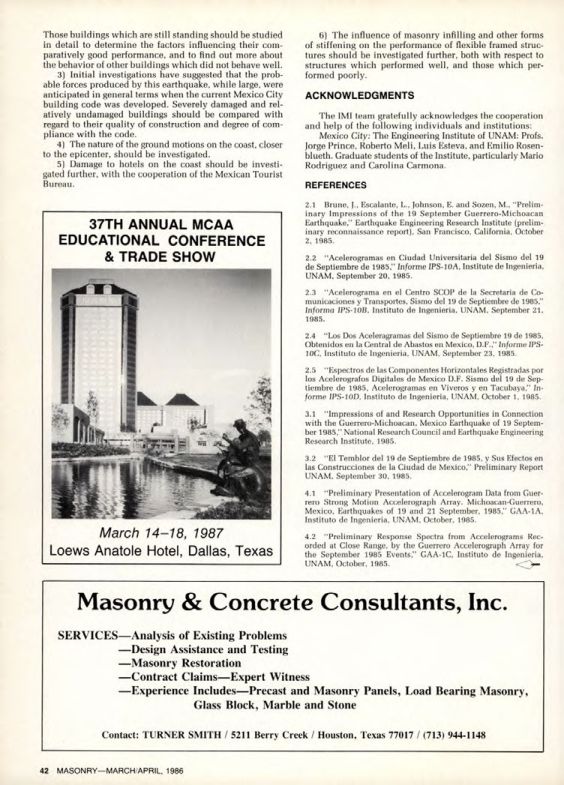 Those buildings which are still standing should be studied
in detail to determine the factors influencing their com-
paratively good performance, and to find out more about
the behavior of other buildings which did not behave well.
3) Initial investigations have suggested that the prob-
able forces produced by this earthquake, while large, were
anticipated in general terms when the current Mexico City
building code was developed. Severely damaged and rel-
atively undamaged buildings should be compared with
regard to their quality of construction and degree of com-
pliance with the code.
4) The nature of the ground motions on the coast, closer
to the epicenter, should be investigated.
5) Damage to hotels on the coast should be investi-
gated further, with the cooperation of the Mexican Tourist
Bureau.
37TH ANNUAL MCAA
EDUCATIONAL CONFERENCE
& TRADE SHOW
March 14–18, 1987
Loews Anatole Hotel, Dallas, Texas
6) The influence of masonry infilling and other forms
of stiffening on the performance of flexible framed struc-
tures should be investigated further, both with respect to
structures which performed well, and those which per-
formed poorly.
ACKNOWLEDGMENTS
The IMI team gratefully acknowledges the cooperation
and help of the following individuals and institutions:
Mexico City: The Engineering Institute of UNAM: Profs.
Jorge Prince, Roberto Meli, Luis Esteva, and Emilio Rosen-
blueth. Graduate students of the Institute, particularly Mario
Rodriguez and Carolina Carmona.
REFERENCES
2.1 Brune, J., Escalante, L., Johnson, E. and Sozen, M., "Prelim-
inary Impressions of the 19 September Guerrero-Michoacan
Earthquake," Earthquake Engineering Research Institute (prelim-
inary reconnaissance report), San Francisco, California, October
2, 1985.
2.2 "Acelerogramas en Ciudad Universitaria del Sismo del 19
de Septiembre de 1985," Informe IPS-10A, Institute de Ingenieria,
UNAM, September 20, 1985.
2.3 "Acelerograma en el Centro SCOP de la Secretaria de Co-
municaciones y Transportes, Sismo del 19 de Septiembre de 1985,"
Informa IPS-10B, Instituto de Ingenieria, UNAM, September 21,
1985.
2.4 "Los Dos Aceleragramas del Sismo de Septiembre 19 de 1985,
Obtenidos en la Central de Abastos en Mexico, D.F.," Informe IPS-
10C, Instituto de Ingenieria, UNAM, September 23, 1985.
2.5 "Espectros de las Componentes Horizontales Registradas por
los Acelerografos Digitales de Mexico D.F. Sismo del 19 de Sep-
tiembre de 1985, Acelerogramas en Viveros y en Tacubaya," In-
forme IPS-10D, Instituto de Ingenieria, UNAM, October 1, 1985.
3.1 "Impressions of and Research Opportunities in Connection
with the Guerrero-Michoacan, Mexico Earthquake of 19 Septem-
ber 1985," National Research Council and Earthquake Engineering
Research Institute, 1985.
3.2 "El Temblor del 19 de Septiembre de 1985, y Sus Efectos en
las Construcciones de la Ciudad de Mexico," Preliminary Report
UNAM, September 30, 1985.
4.1 "Preliminary Presentation of Accelerogram Data from Guer-
rero Strong Motion Accelerograph Array, Michoacan-Guerrero,
Mexico, Earthquakes of 19 and 21 September, 1985," GAA-1A,
Instituto de Ingenieria, UNAM, October, 1985.
4.2 "Preliminary Response Spectra from Accelerograms Rec-
orded at Close Range, by the Guerrero Accelerograph Array for
the September 1985 Events," GAA-1C, Instituto de Ingenieria,
UNAM, October, 1985.
Masonry & Concrete Consultants, Inc.
SERVICES—Analysis of Existing Problems
—Design Assistance and Testing
—Masonry Restoration
—Contract Claims—Expert Witness
—Experience Includes—Precast and Masonry Panels, Load Bearing Masonry,
Glass Block, Marble and Stone
Contact: TURNER SMITH / 5211 Berry Creek / Houston, Texas 77017 / (713) 944-1148
42 MASONRY—MARCH/APRIL, 1986